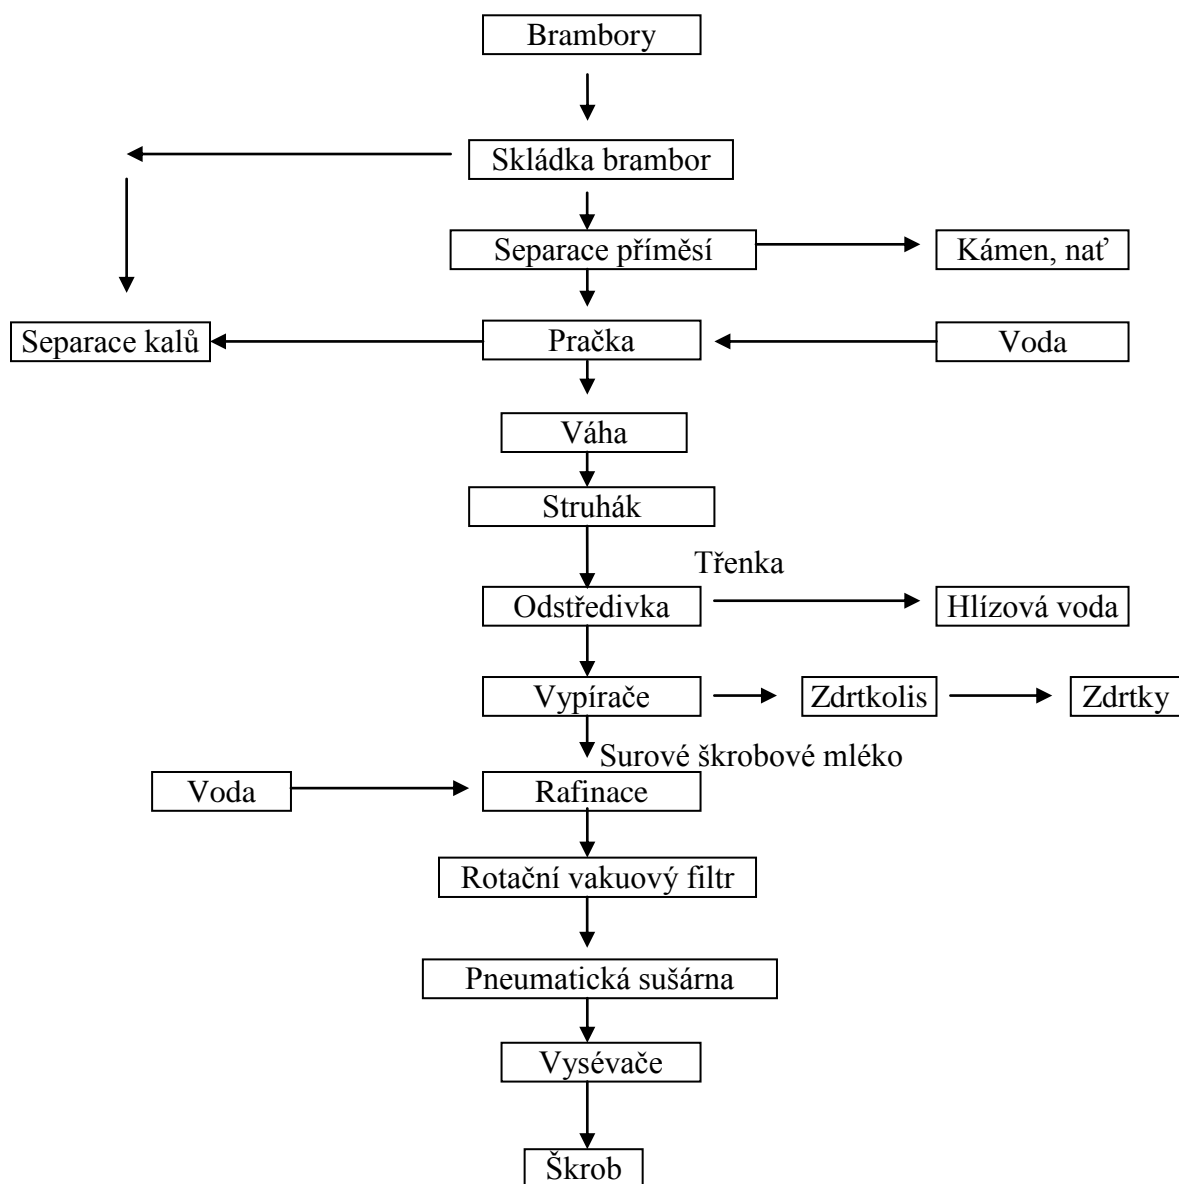 Brambory
Skládka brambor
Separace příměsí
Kámen, nať
Separace kalů
Pračka
Voda
Váha
Struhák
Třenka
Odstředivka
Hlízová voda
Vypírače
Zdrtkolis
Zdrtky
Surové škrobové mléko
Voda
Rafinace
Rotační vakuový filtr
Pneumatická sušárna
Vysévače
Škrob